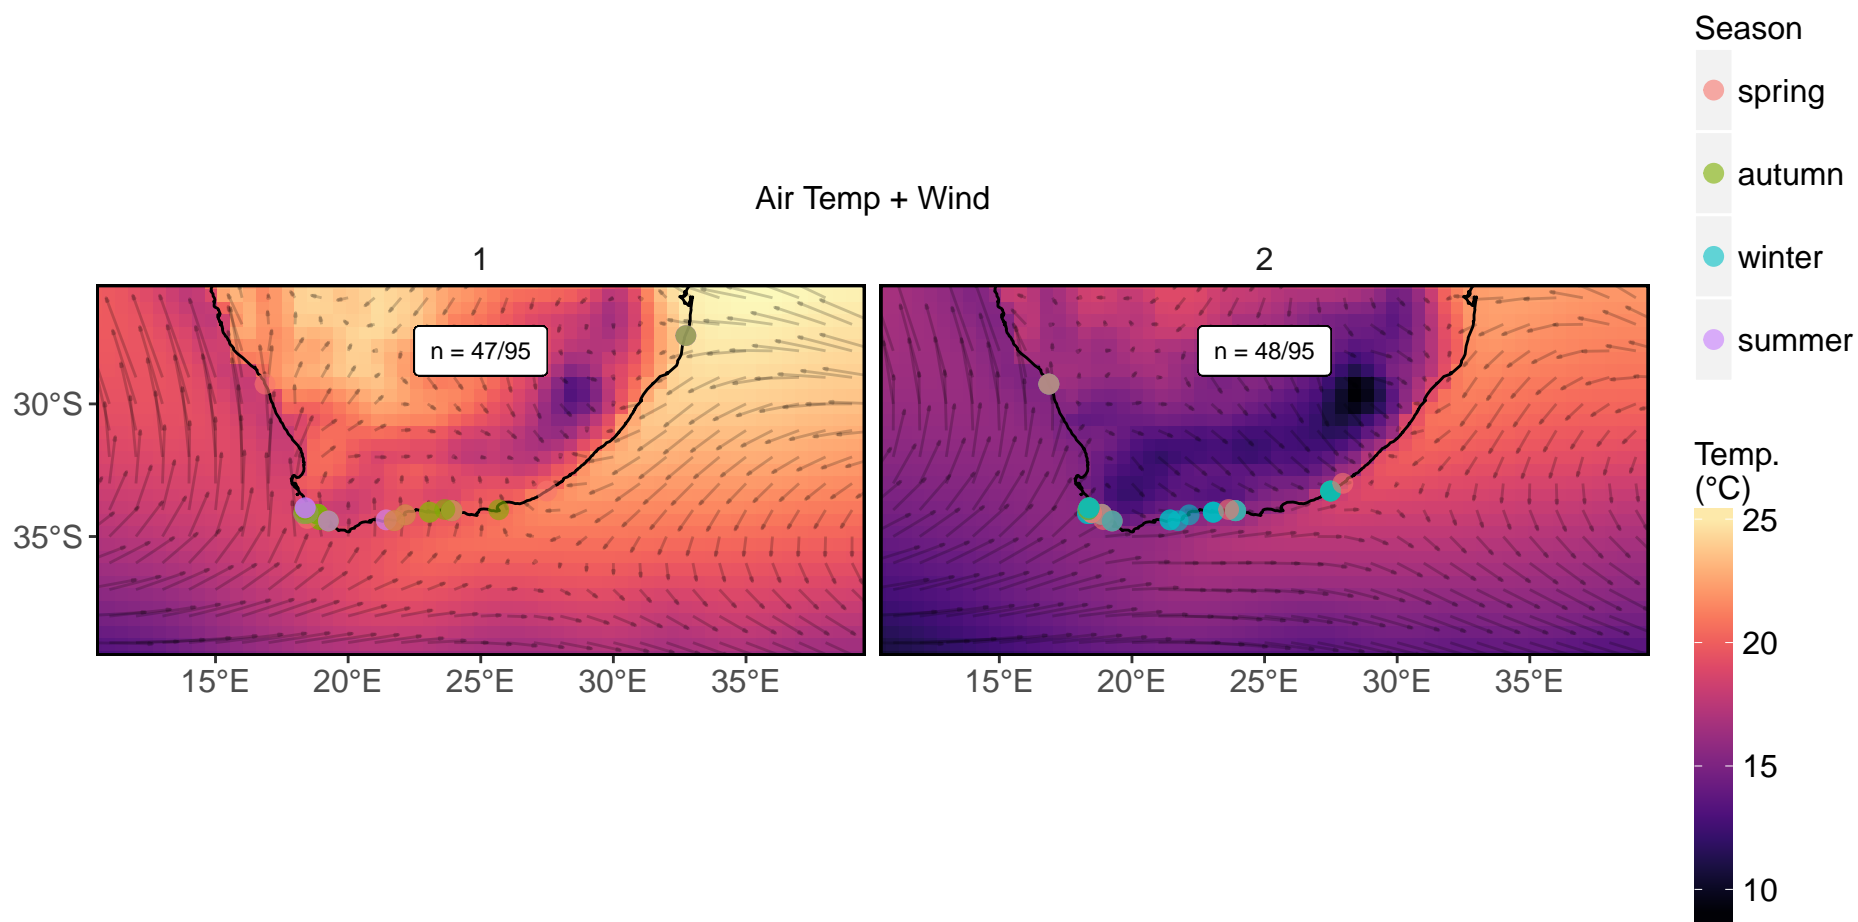 Air Temp + Wind
1
2
n = 47/95
n = 48/95
30°S
35°S
15°E
20°E
25°E
30°E
35°E
15°E
20°E
25°E
30°E
35°E
Season
spring
autumn
winter
summer
Temp.
(°C)
25
20
15
10